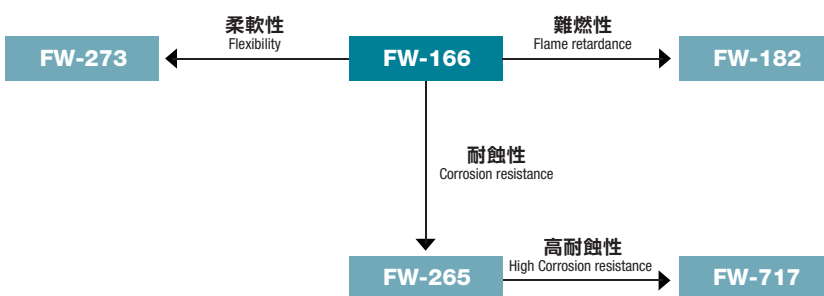 柔軟性
Flexibility
難燃性
Flame retardance
FW-273
FW-166
FW-182
耐蝕性
Corrosion resistance
高耐蝕性
High Corrosion resistance
FW-265
FW-717